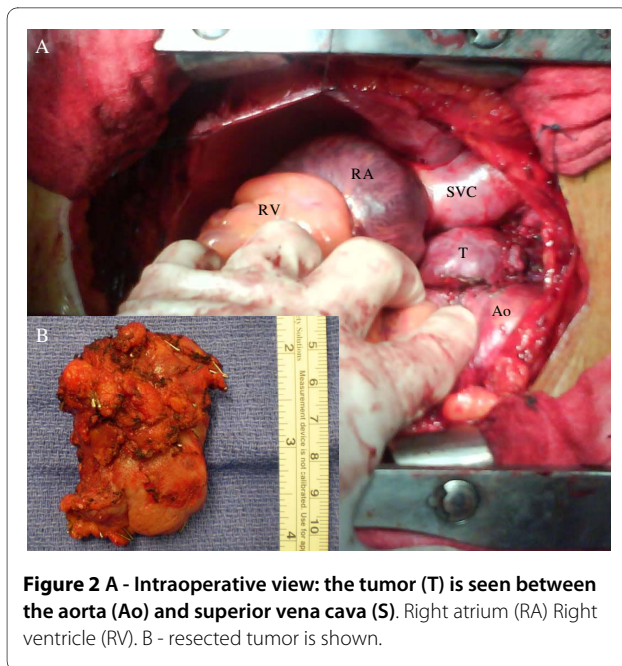 A
RA
SVC
RV
T
Ao
B
ety Solutions
Measurement device is not calibrated. Use for app
2
3
4
5
6
7
8
9
10
Figure 2 A - Intraoperative view: the tumor (T) is seen between
the aorta (Ao) and superior vena cava (S). Right atrium (RA) Right
ventricle (RV). B - resected tumor is shown.